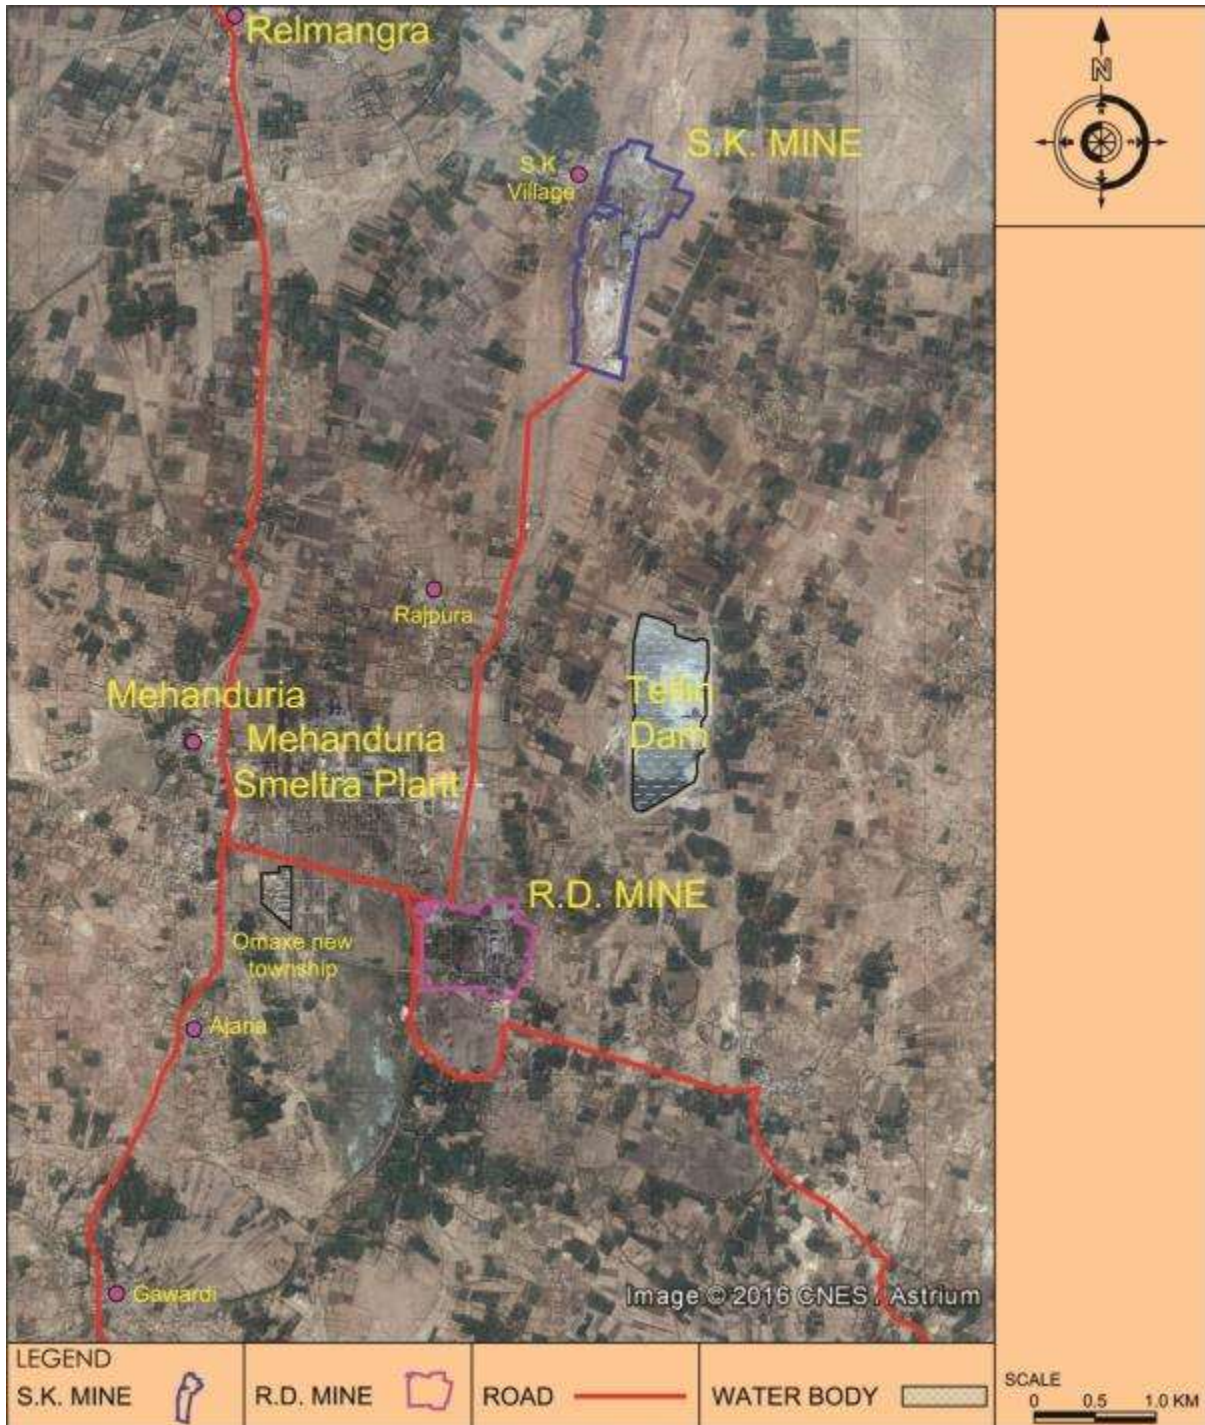 Relmangra
N
S.K. MINE
S.K
Village
Rajpura
Mehanduria
Mehanduria
Smeltra Plant
Tellin
Dam
R.D. MINE
Omaxe new
township
Ajana
Gawardi
Image © 2016 CNES / Astrium
LEGEND
S.K. MINE
R.D. MINE
ROAD
WATER BODY
SCALE
0 0.5 1.0 KM